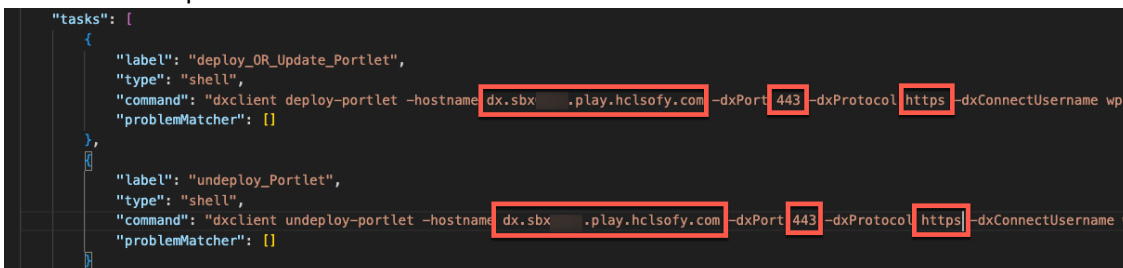 "tasks": [
{
"label": "deploy_OR_Update_Portlet",
"type": "shell",
"command": "dxclient deploy-portlet -hostname dx.sbx .play.hclsofy.com -dxPort 443 -dxProtocol https -dxConnectUsername wp
"problemMatcher": []
},
{
"label": "undeploy_Portlet",
"type": "shell",
"command": "dxclient undeploy-portlet -hostname dx.sbx .play.hclsofy.com -dxPort 443 -dxProtocol https -dxConnectUsername
"problemMatcher": []
}